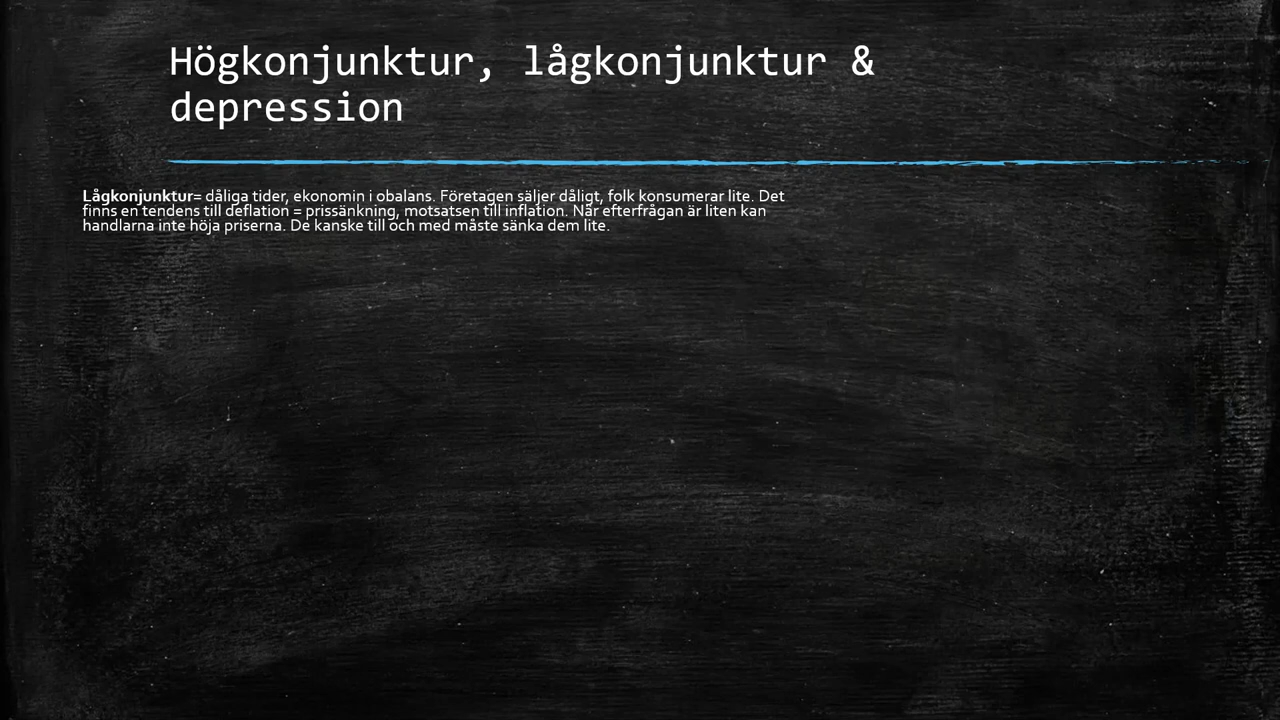 Högkonjunktur, lågkonjunktur &
depression
Lågkonjunktur= dåliga tider, ekonomin i obalans. Företagen säljer dåligt, folk konsumerar lite. Det
finns en tendens till deflation = prissänkning, motsatsen till inflation. När efterfrågan är liten kan
handlarna inte höja priserna. De kanske till och med måste sänka dem lite.